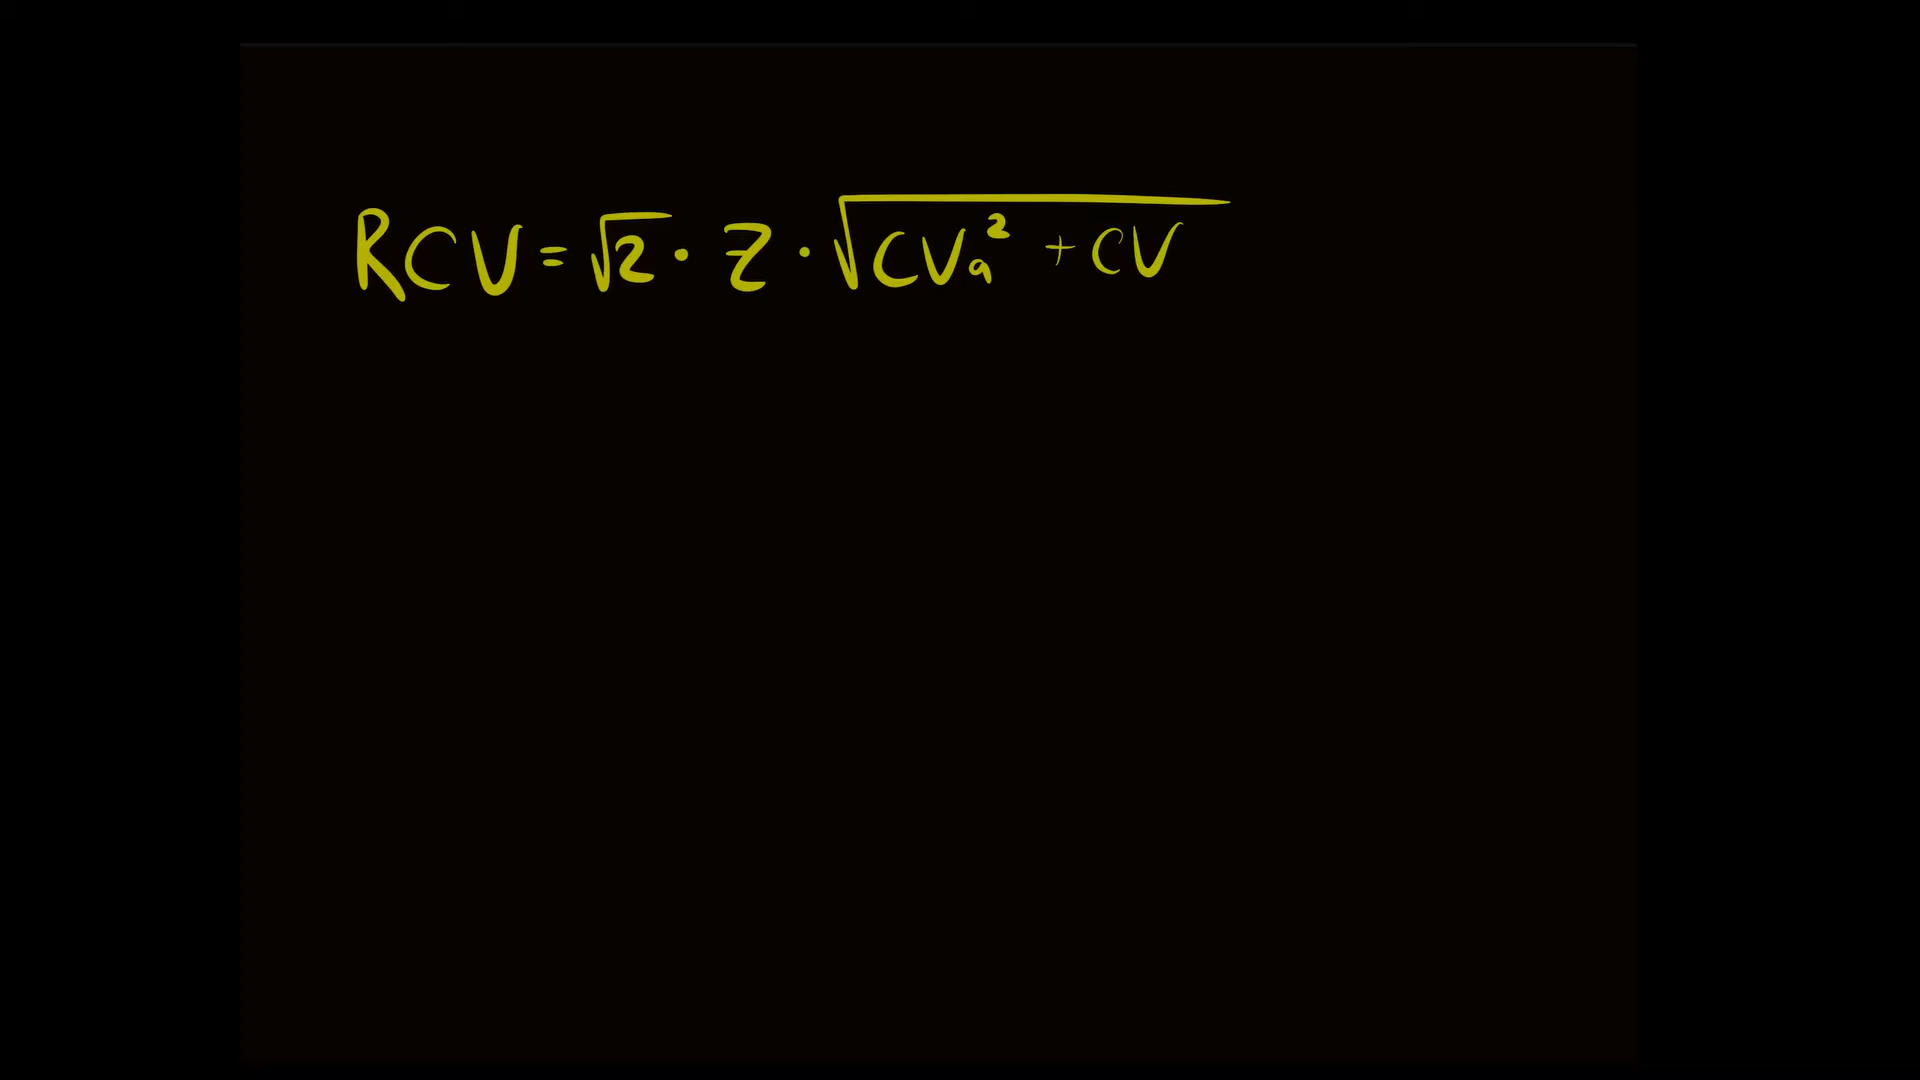 RCV = √2 · Z · √(CVa² + CV